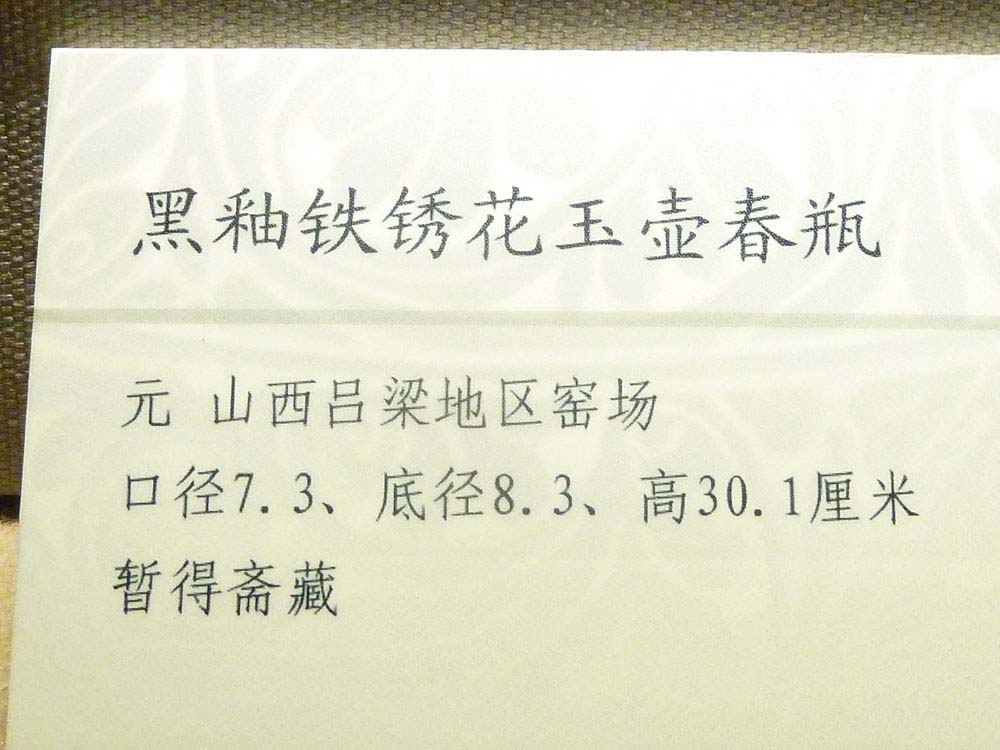 黑釉铁锈花玉壶春瓶
元 山西吕梁地区窑场
口径7.3、底径8.3、高30.1厘米
暂得斋藏